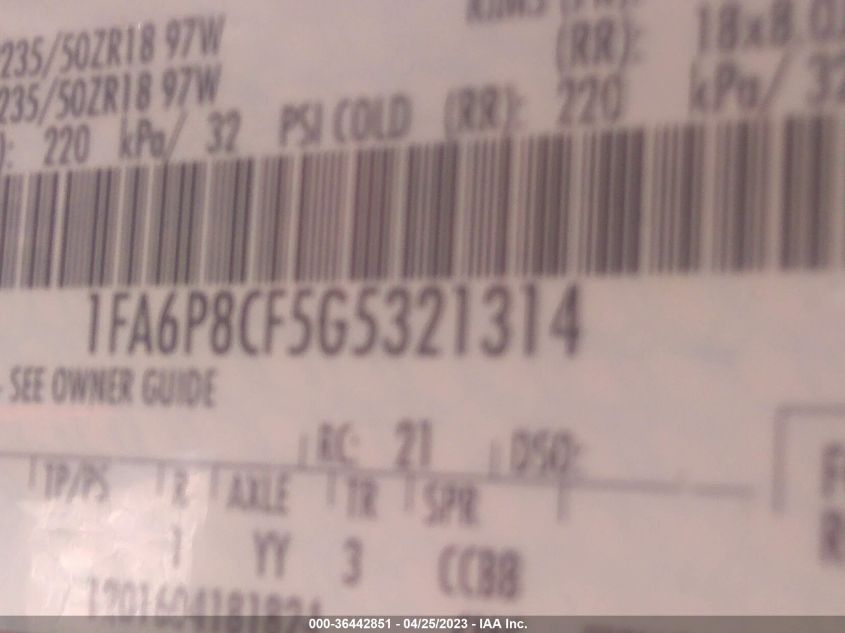 235/50ZR18 97W (RR): 18x8.0J
235/50ZR18 97W
): 220 kPa/ 32 PSI COLD (RR): 220 kPa/ 32
1FA6P8CF5G5321314
- SEE OWNER GUIDE
RC: 21 DSO:
TP/PS R AXLE TR SPR
1 YY 3 CCBB
000-36442851 - 04/25/2023 - IAA Inc.